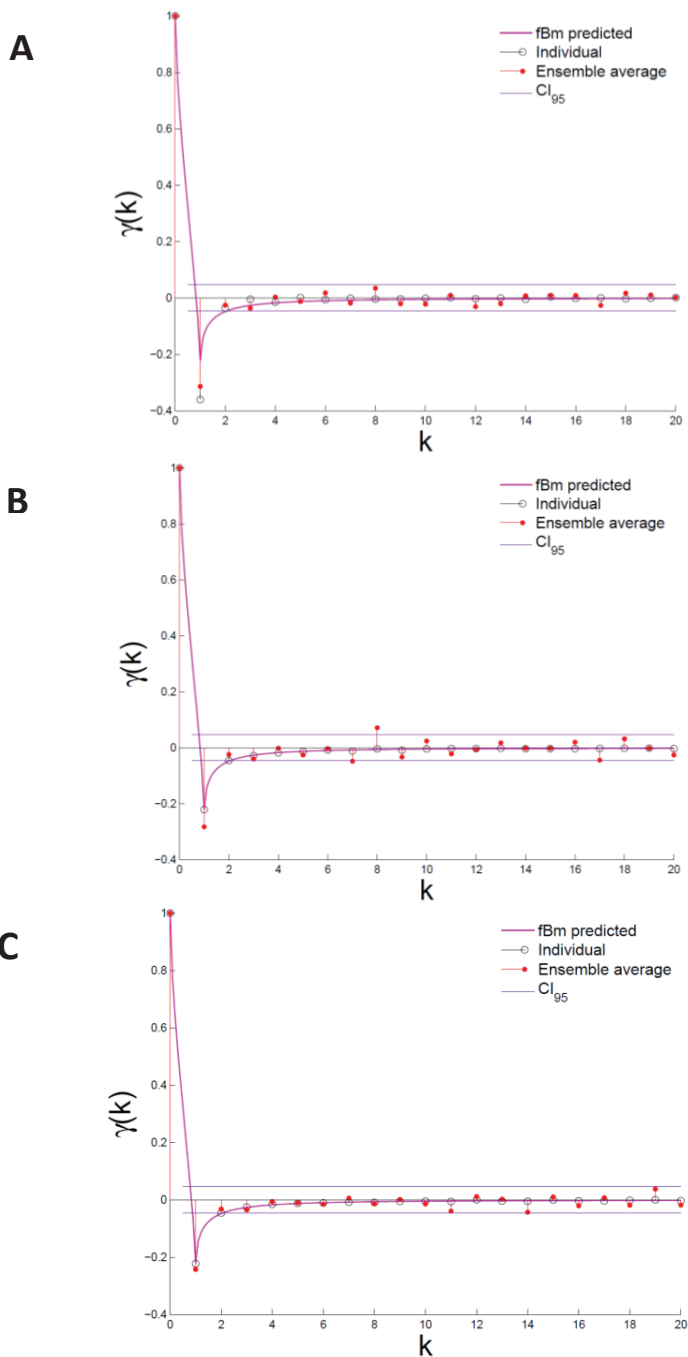 A
fBm predicted
Individual
Ensemble average
CI95
1
0.8
0.6
0.4
0.2
0
−0.2
−0.4
γ(k)
0 2 4 6 8 10 12 14 16 18 20
k
B
fBm predicted
Individual
Ensemble average
CI95
1
0.8
0.6
0.4
0.2
0
−0.2
−0.4
γ(k)
0 2 4 6 8 10 12 14 16 18 20
k
C
fBm predicted
Individual
Ensemble average
CI95
1
0.8
0.6
0.4
0.2
0
−0.2
−0.4
γ(k)
0 2 4 6 8 10 12 14 16 18 20
k